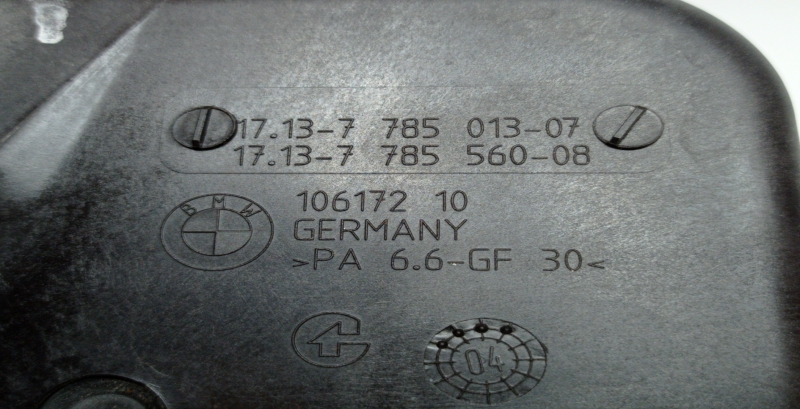 17.13-7 785 013-07
17.13-7 785 560-08
BMW
106172 10
GERMANY
>PA 6.6-GF 30<
04